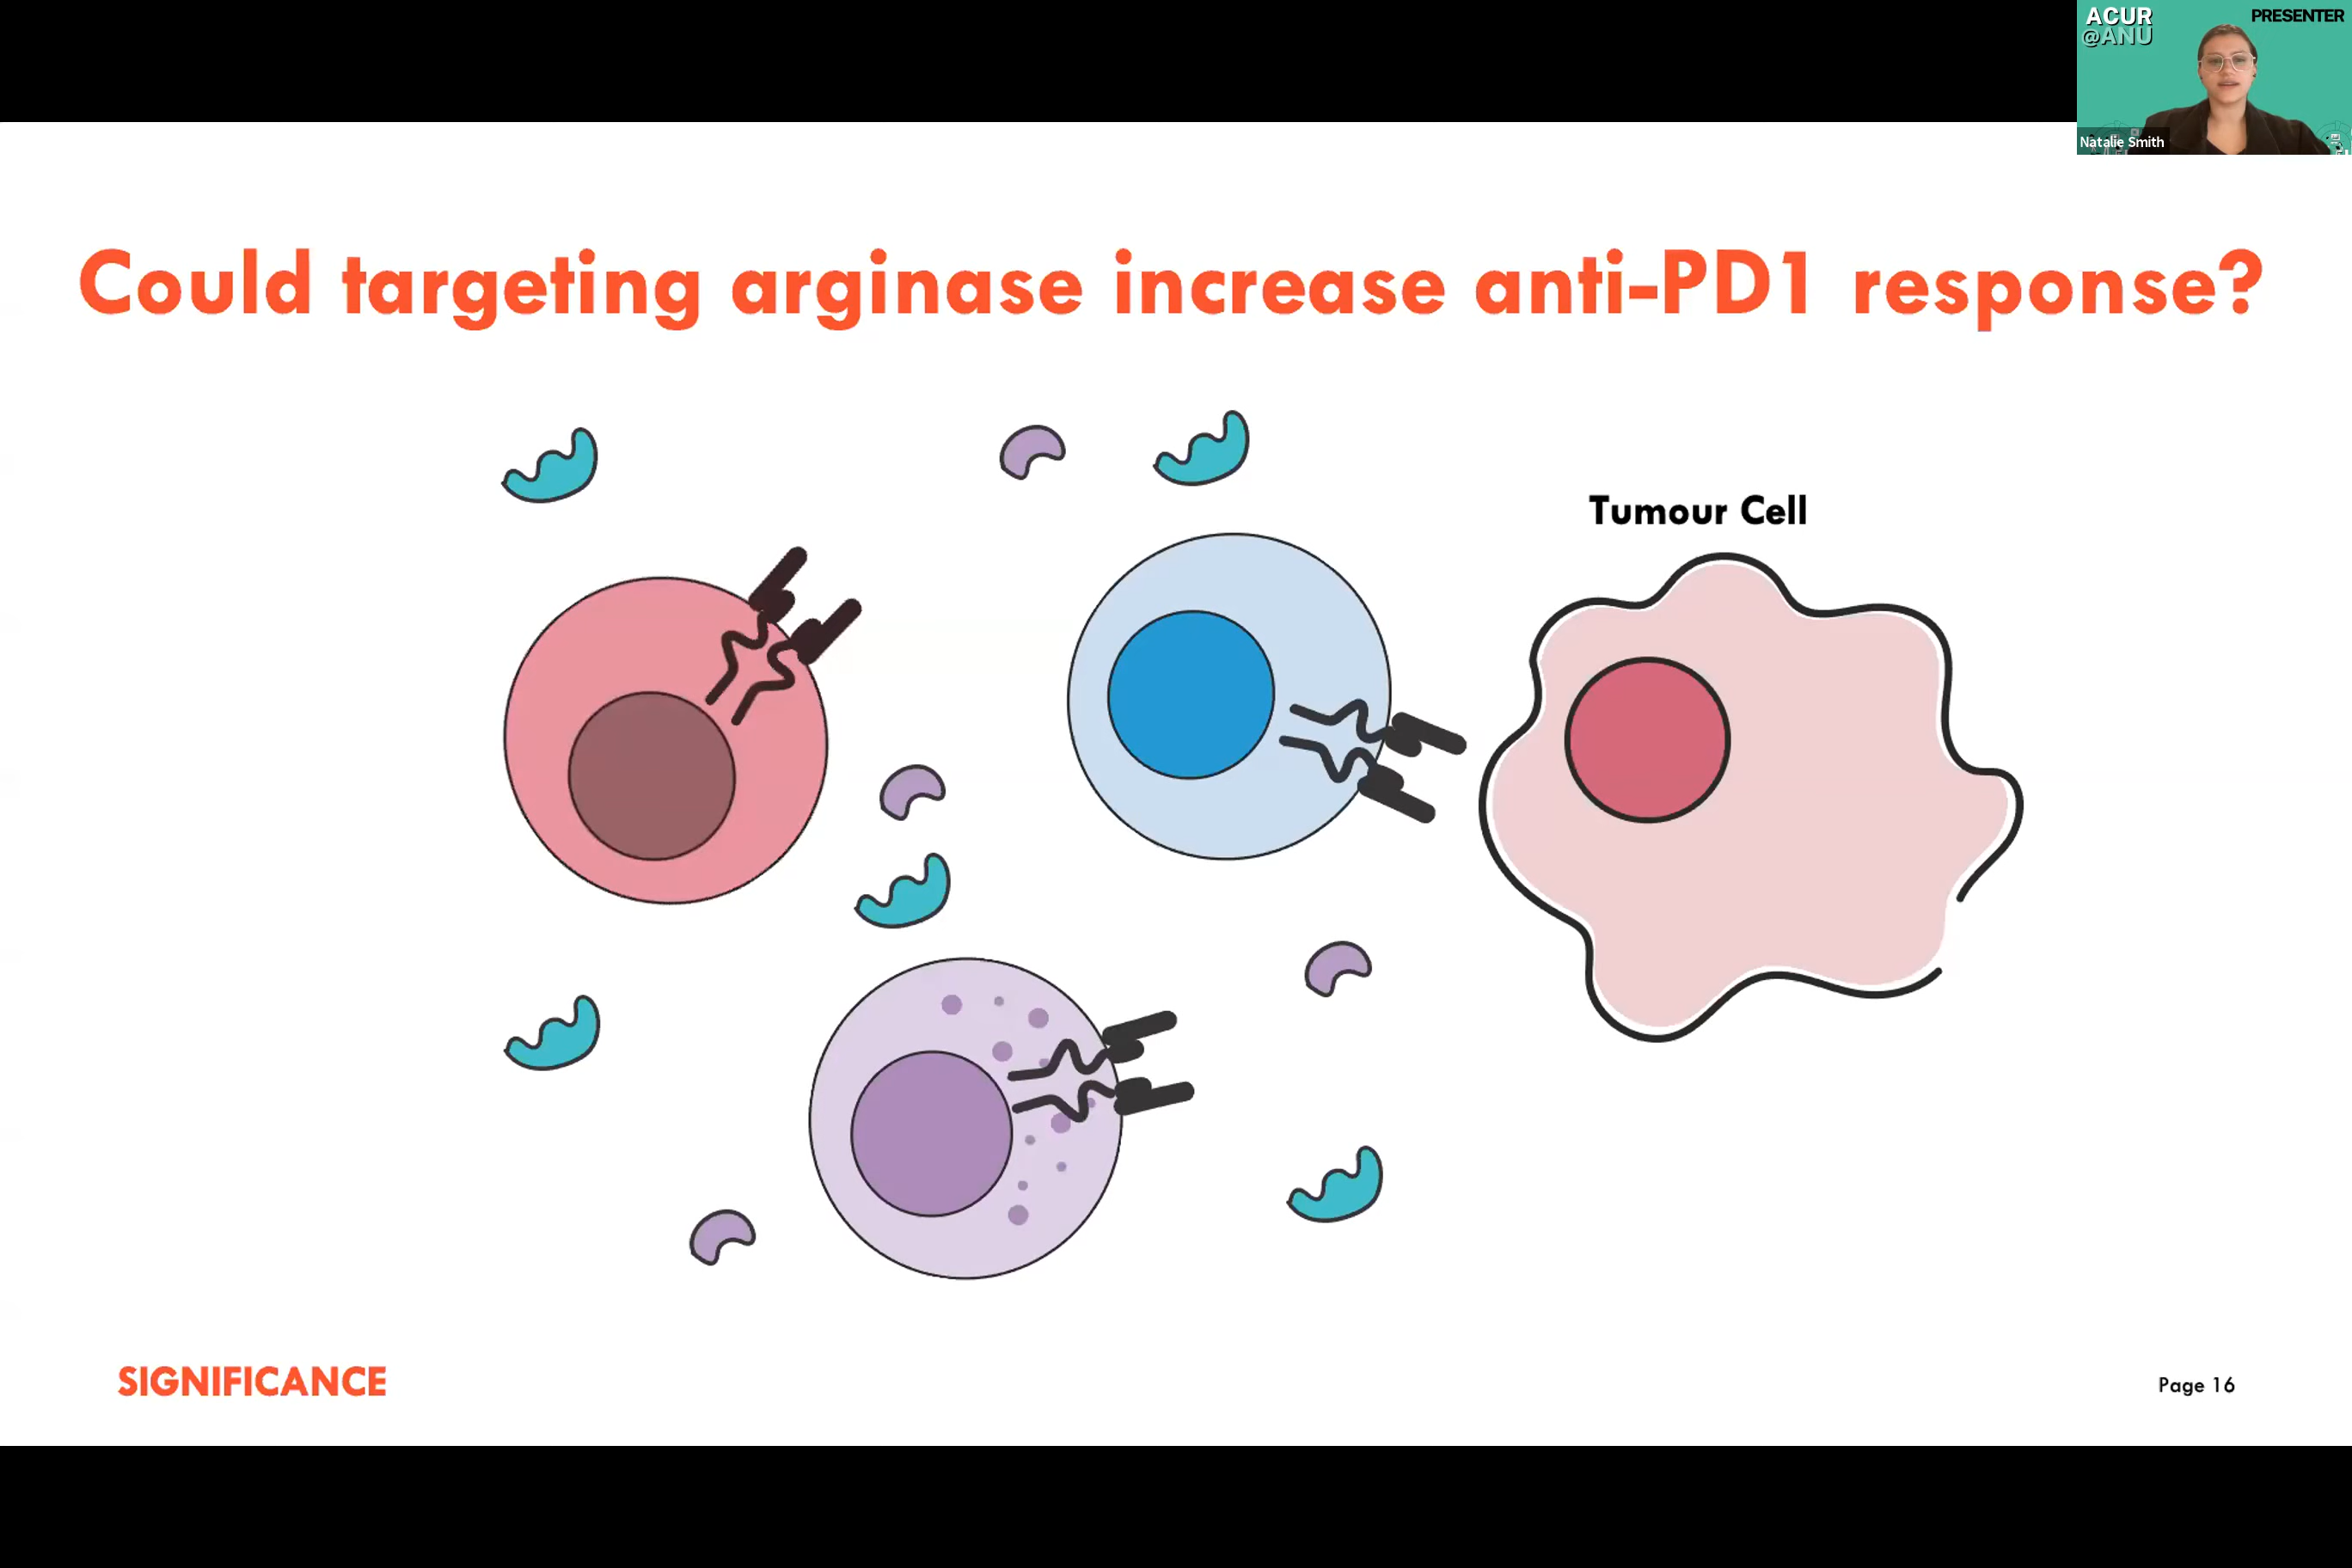 ACUR
@ANU
PRESENTER
Natalie Smith
Could targeting arginase increase anti-PD1 response?
Tumour Cell
SIGNIFICANCE
Page 16